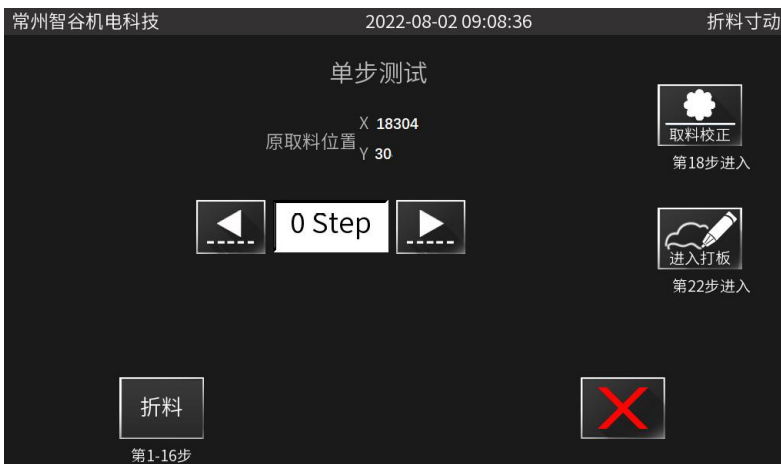 常州智谷机电科技 2022-08-02 09:08:36 折料寸动
单步测试
原取料位置 X 18304
Y 30
取料校正
第18步进入
0 Step
进入打板
第22步进入
折料
第1-16步